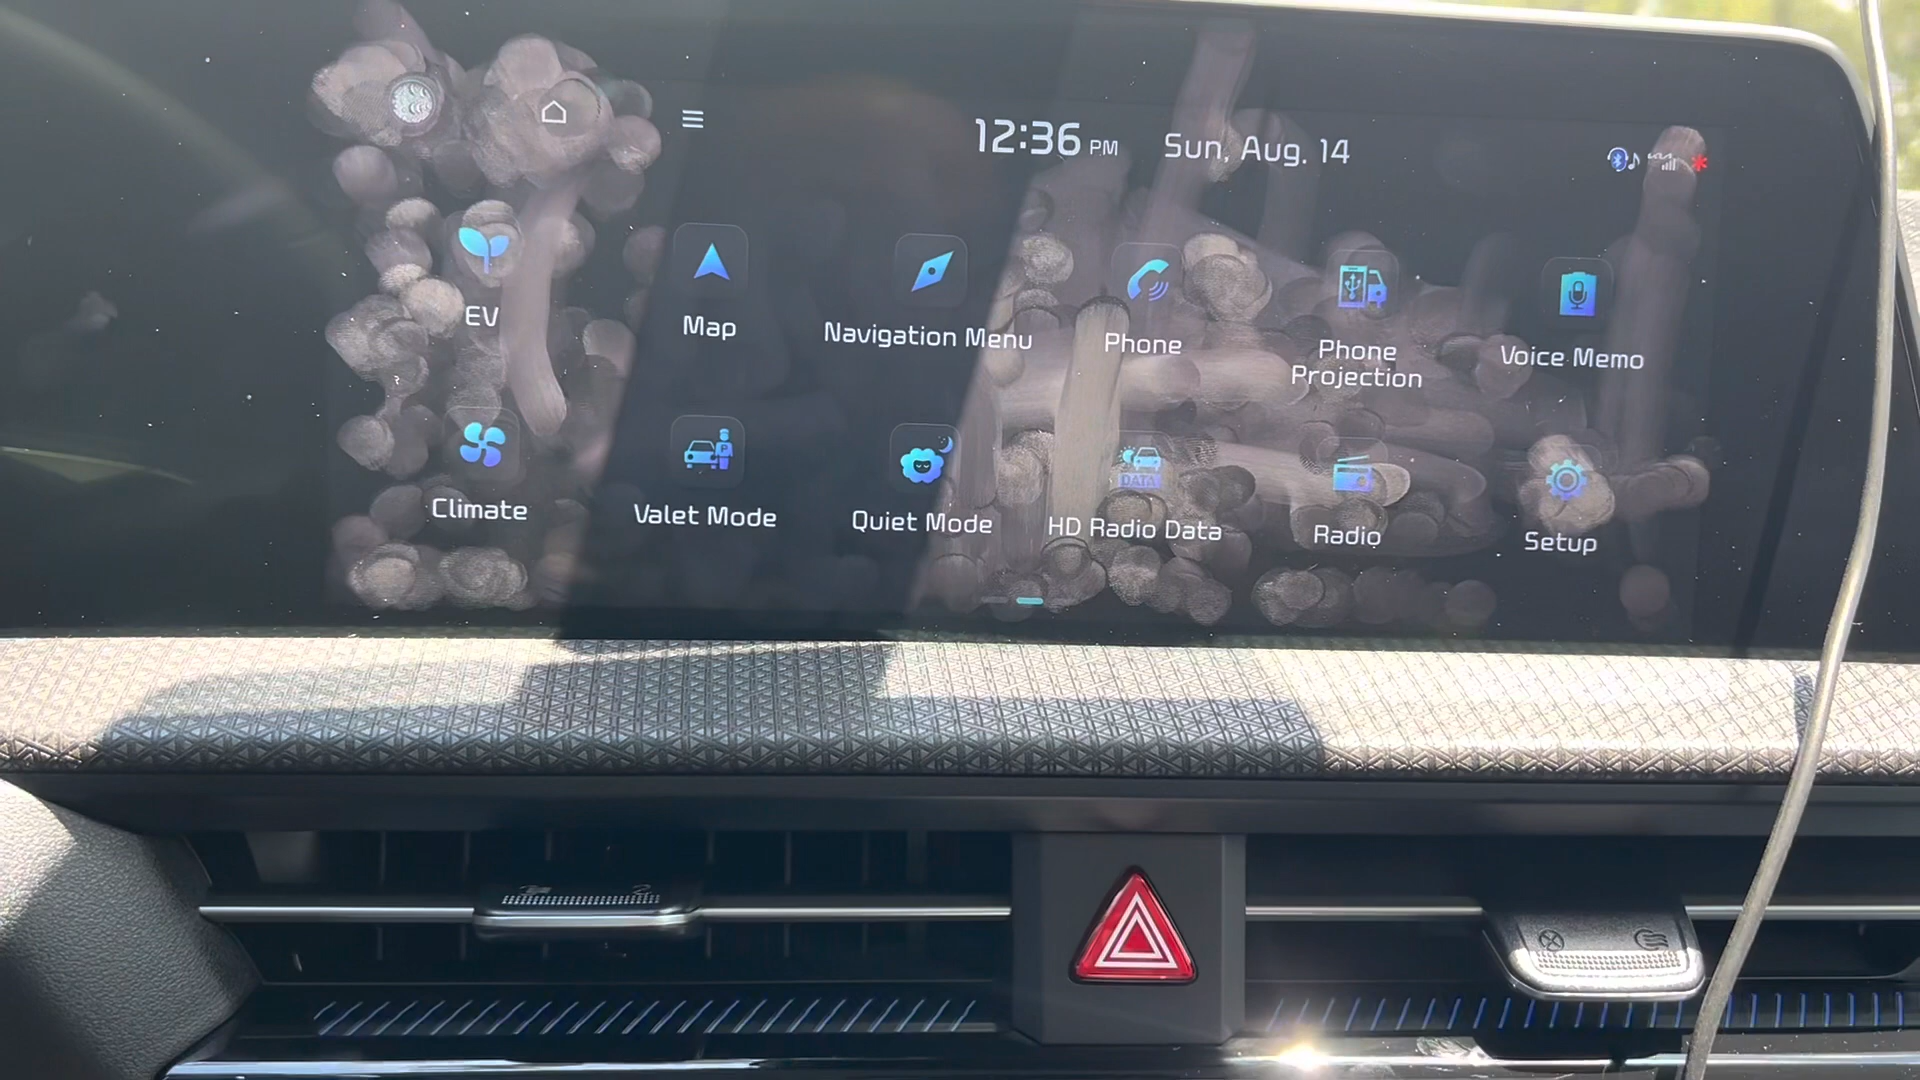 12:36 PM Sun, Aug. 14
EV
Map
Navigation Menu
Phone
Phone
Projection
Voice Memo
Climate
Valet Mode
Quiet Mode
DATA
HD Radio Data
Radio
Setup
P